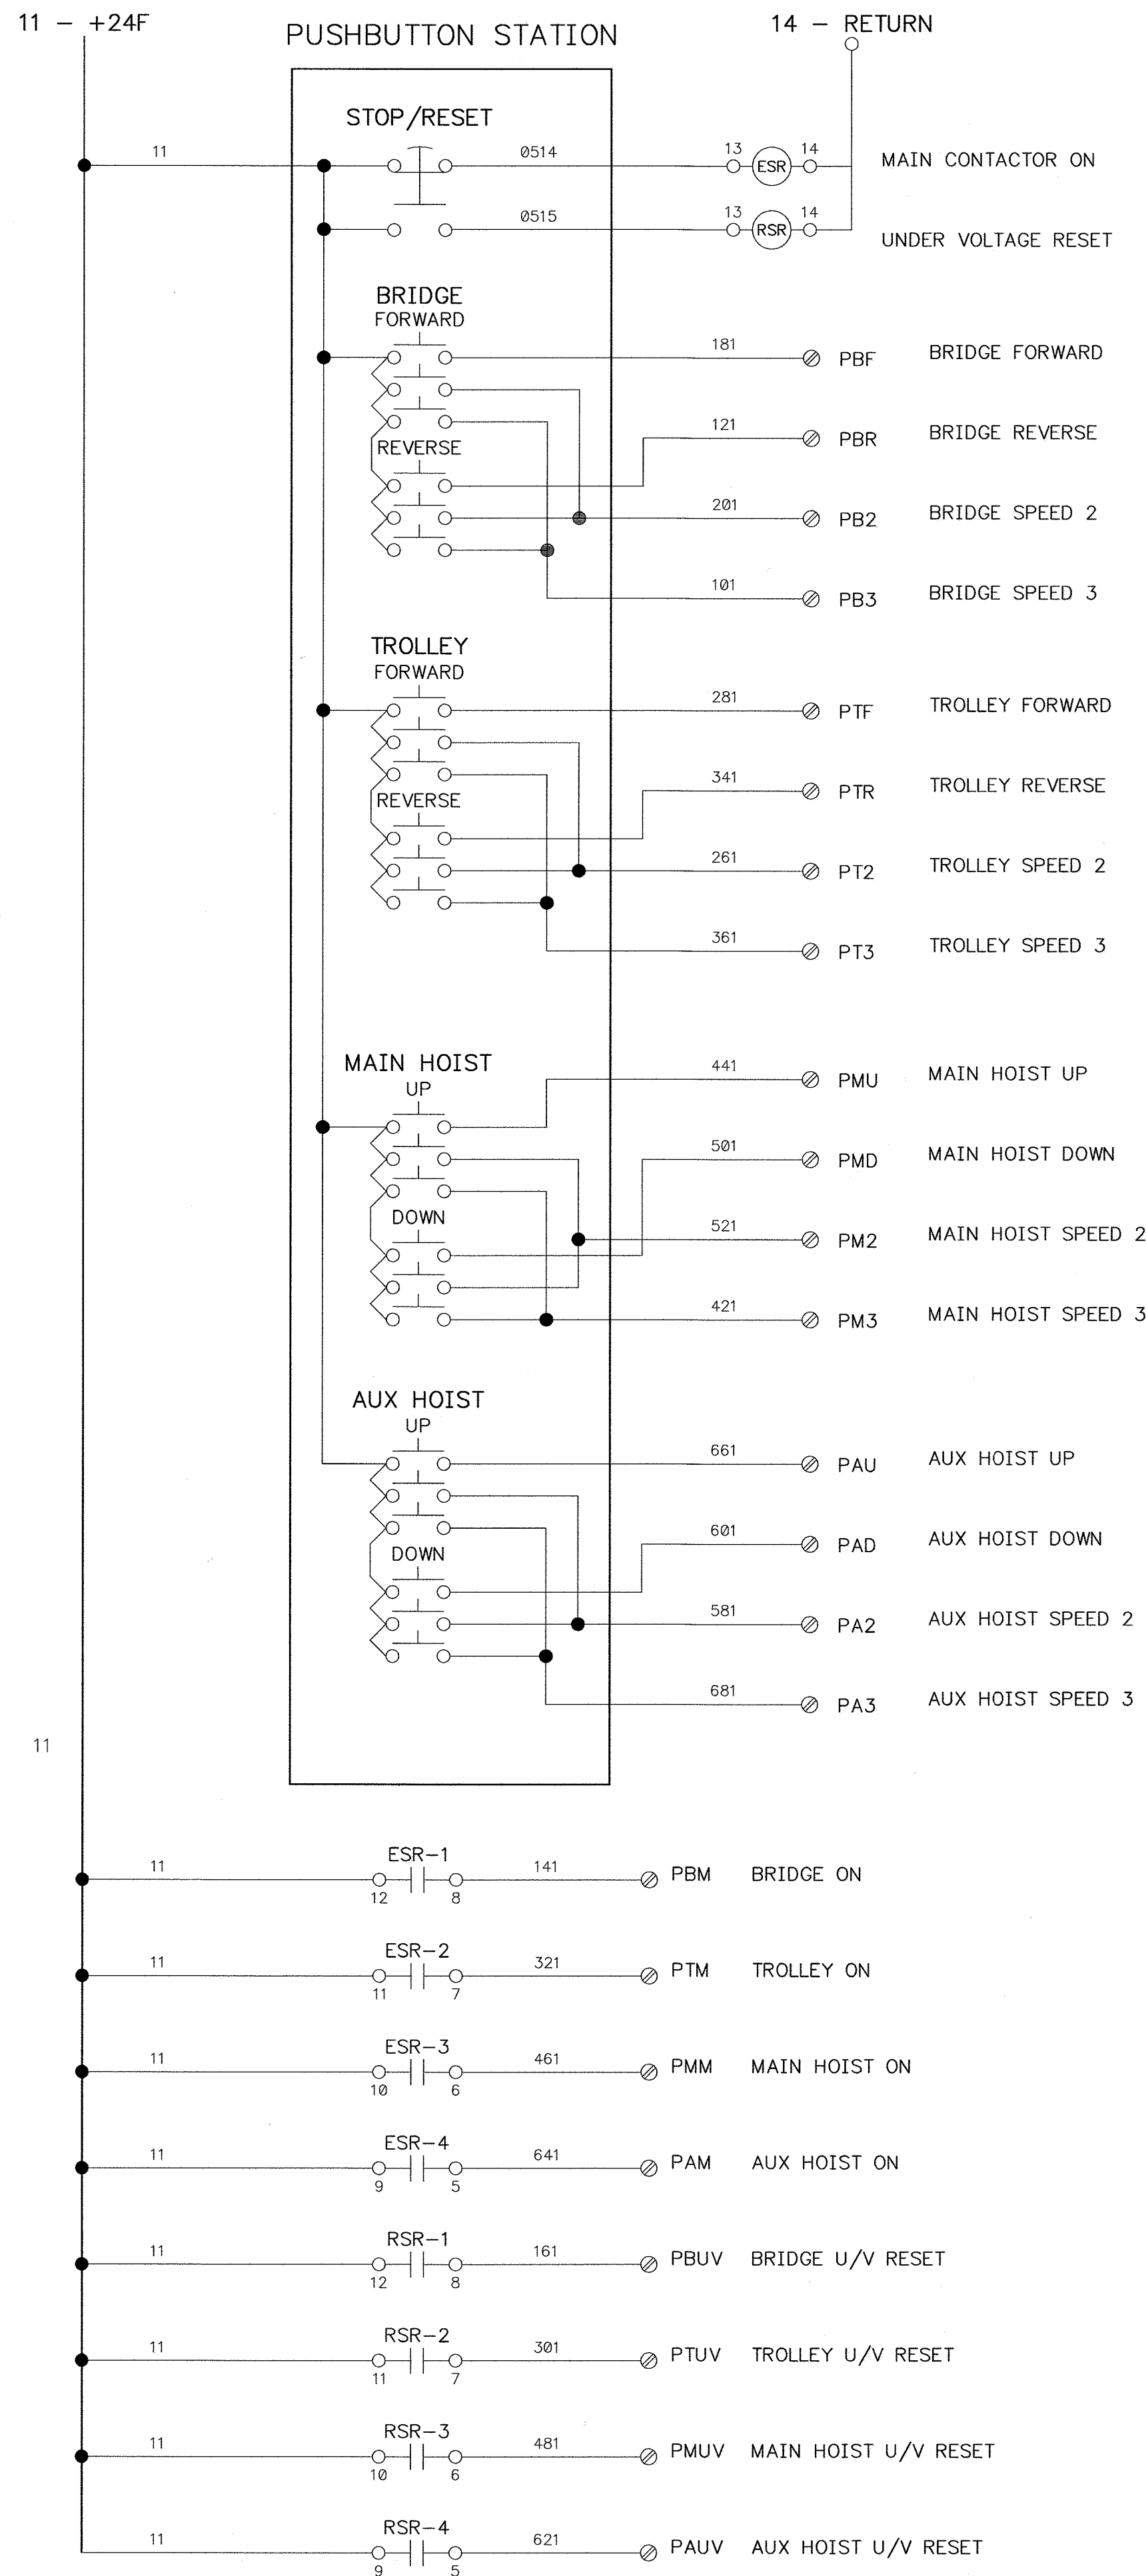 11 - +24F
PUSHBUTTON STATION
14 - RETURN
STOP/RESET
11
0514
13
ESR
14
MAIN CONTACTOR ON
0515
13
RSR
14
UNDER VOLTAGE RESET
BRIDGE
FORWARD
181
PBF
BRIDGE FORWARD
REVERSE
121
PBR
BRIDGE REVERSE
201
PB2
BRIDGE SPEED 2
101
PB3
BRIDGE SPEED 3
TROLLEY
FORWARD
281
PTF
TROLLEY FORWARD
REVERSE
341
PTR
TROLLEY REVERSE
261
PT2
TROLLEY SPEED 2
361
PT3
TROLLEY SPEED 3
MAIN HOIST
UP
441
PMU
MAIN HOIST UP
501
PMD
MAIN HOIST DOWN
DOWN
521
PM2
MAIN HOIST SPEED 2
421
PM3
MAIN HOIST SPEED 3
AUX HOIST
UP
661
PAU
AUX HOIST UP
DOWN
601
PAD
AUX HOIST DOWN
581
PA2
AUX HOIST SPEED 2
681
PA3
AUX HOIST SPEED 3
11
11
ESR-1
12
8
141
PBM
BRIDGE ON
11
ESR-2
11
7
321
PTM
TROLLEY ON
11
ESR-3
10
6
461
PMM
MAIN HOIST ON
11
ESR-4
9
5
641
PAM
AUX HOIST ON
11
RSR-1
12
8
161
PBUV
BRIDGE U/V RESET
11
RSR-2
11
7
301
PTUV
TROLLEY U/V RESET
11
RSR-3
10
6
481
PMUV
MAIN HOIST U/V RESET
11
RSR-4
9
5
621
PAUV
AUX HOIST U/V RESET